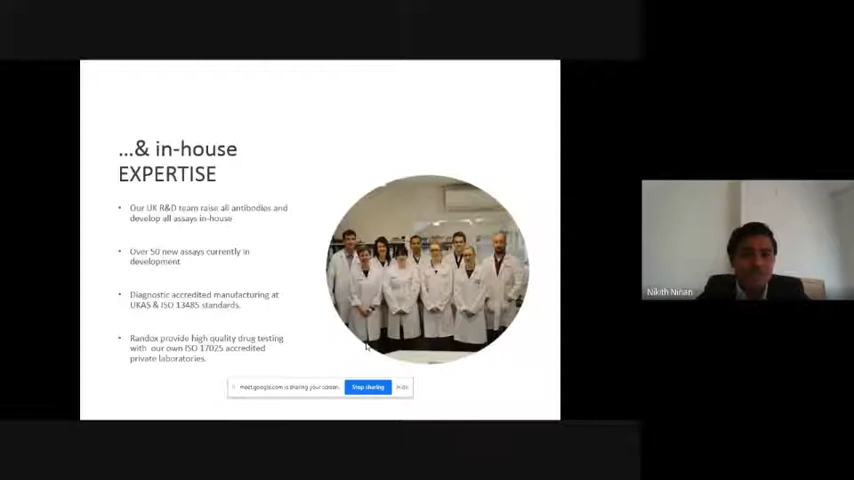 ...& in-house
EXPERTISE
• Our UK R&D team raise all antibodies and
develop all assays in-house
• Over 50 new assays currently in
development
• Diagnostic accredited manufacturing at
UKAS & ISO 13485 standards.
• Randox provide high quality drug testing
with our own ISO 17025 accredited
private laboratories.
meet.google.com is sharing your screen.
Stop sharing
Hide
Nikith Ninan